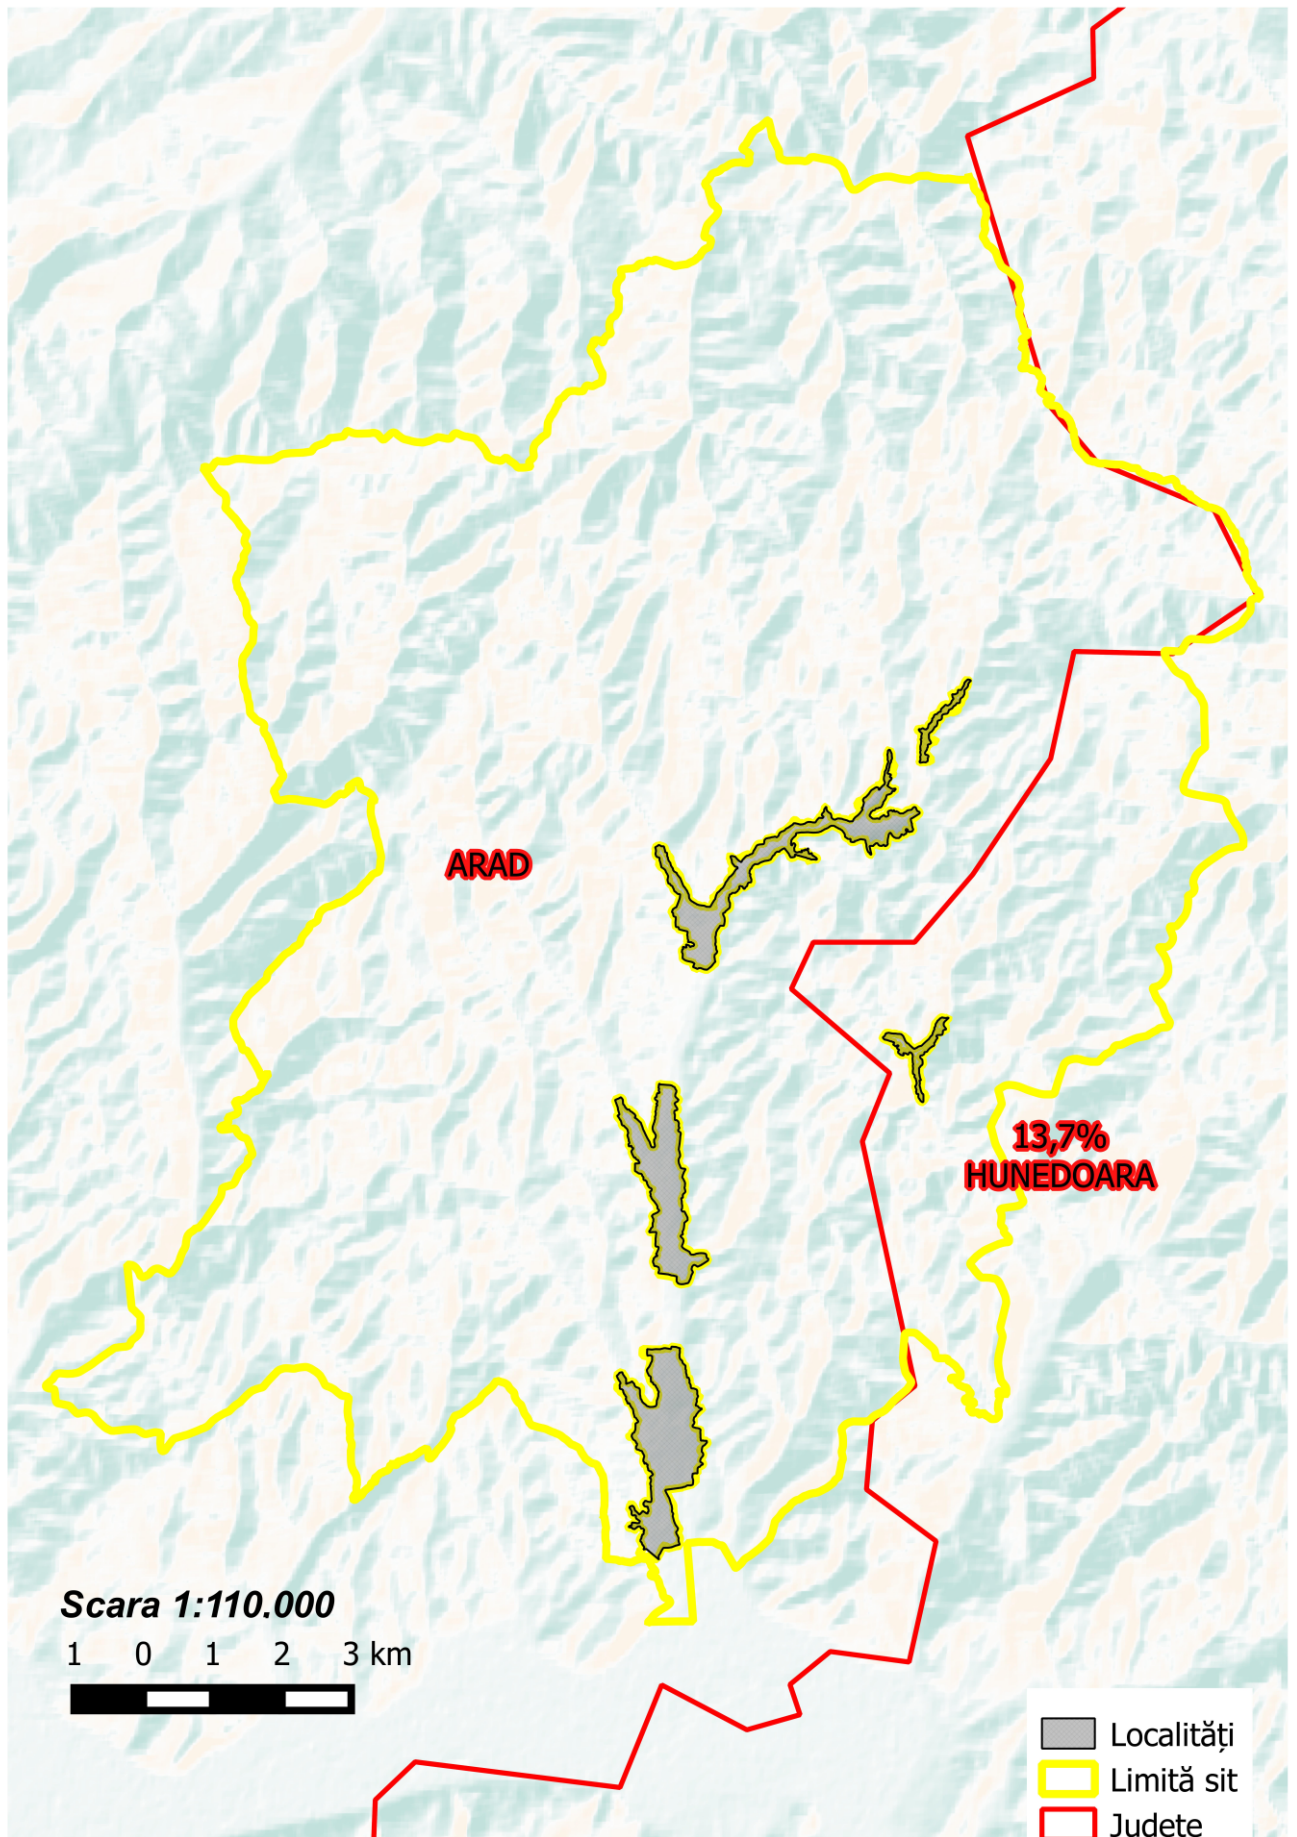 ARAD
13,7%
HUNEDOARA
Scara 1:110.000
1 0 1 2 3 km
Localități
Limită sit
Judete